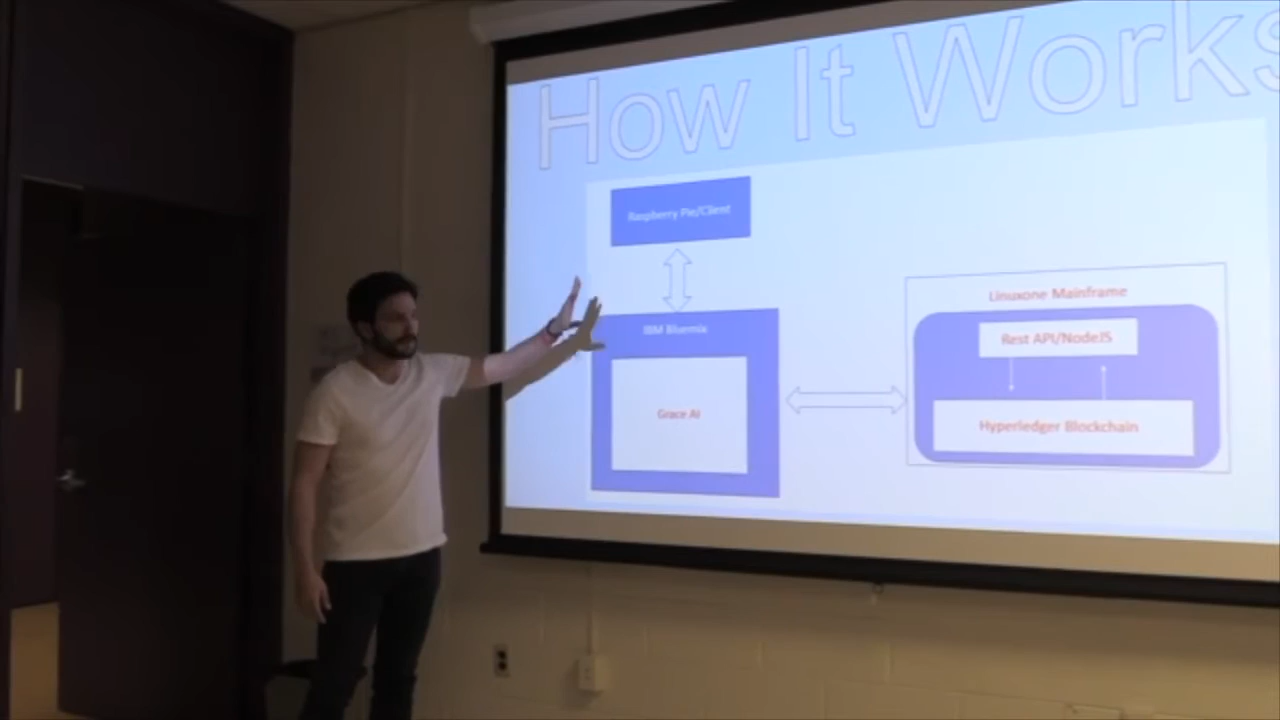 How It Works
Raspberry Pie/Client
IBM Bluemix
Grace AI
Linuxone Mainframe
Rest API/NodeJS
Hyperledger Blockchain